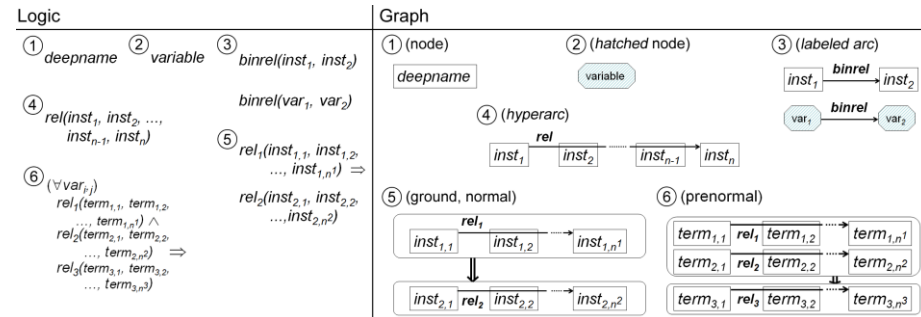 Logic
① deepname
② variable
③ binrel(inst₁, inst₂)
binrel(var₁, var₂)
④ rel(inst₁, inst₂, ...,
instₙ₋₁, instₙ)
⑤ rel₁(inst₁,₁, inst₁,₂,
..., inst₁,ₙ¹) ⇒
rel₂(inst₂,₁, inst₂,₂,
...,inst₂,ₙ²)
⑥ (∀varᵢ,ⱼ)
rel₁(term₁,₁, term₁,₂,
..., term₁,ₙ¹) ∧
rel₂(term₂,₁, term₂,₂,
..., term₂,ₙ²) ⇒
rel₃(term₃,₁, term₃,₂,
..., term₃,ₙ³)
Graph
① (node)
deepname
② (hatched node)
variable
③ (labeled arc)
inst₁ binrel inst₂
var₁ binrel var₂
④ (hyperarc)
rel
inst₁ inst₂ instₙ₋₁ instₙ
⑤ (ground, normal)
rel₁
inst₁,₁ inst₁,₂ inst₁,ₙ¹
inst₂,₁ rel₂ inst₂,₂ inst₂,ₙ²
⑥ (prenormal)
term₁,₁ rel₁ term₁,₂ term₁,ₙ¹
term₂,₁ rel₂ term₂,₂ term₂,ₙ²
term₃,₁ rel₃ term₃,₂ term₃,ₙ³